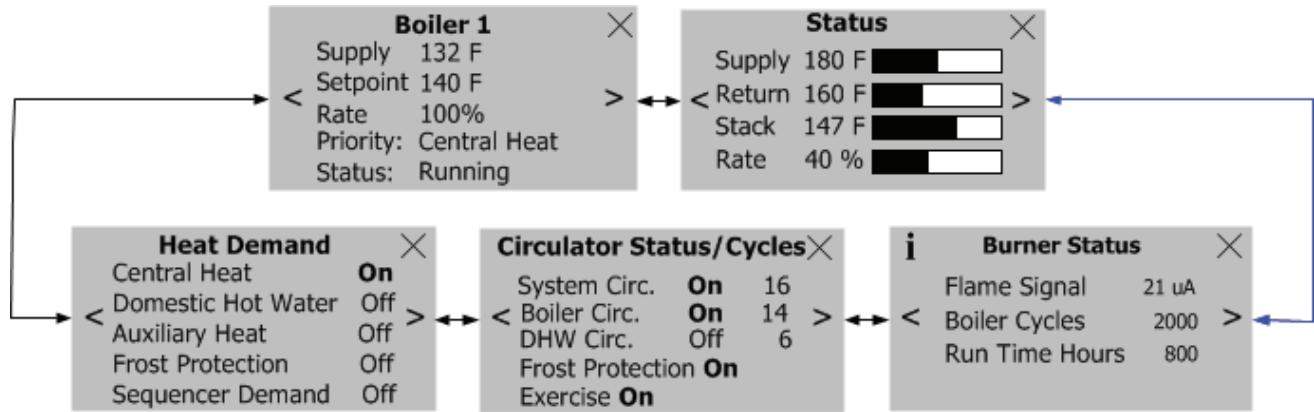 Boiler 1
Supply 132 F
< Setpoint 140 F >
Rate 100%
Priority: Central Heat
Status: Running
Status
Supply 180 F
< Return 160 F >
Stack 147 F
Rate 40 %
Heat Demand
Central Heat On
< Domestic Hot Water Off >
Auxiliary Heat Off
Frost Protection Off
Sequencer Demand Off
Circulator Status/Cycles
System Circ. On 16
< Boiler Circ. On 14 >
DHW Circ. Off 6
Frost Protection On
Exercise On
i Burner Status
Flame Signal 21 uA
< Boiler Cycles 2000 >
Run Time Hours 800